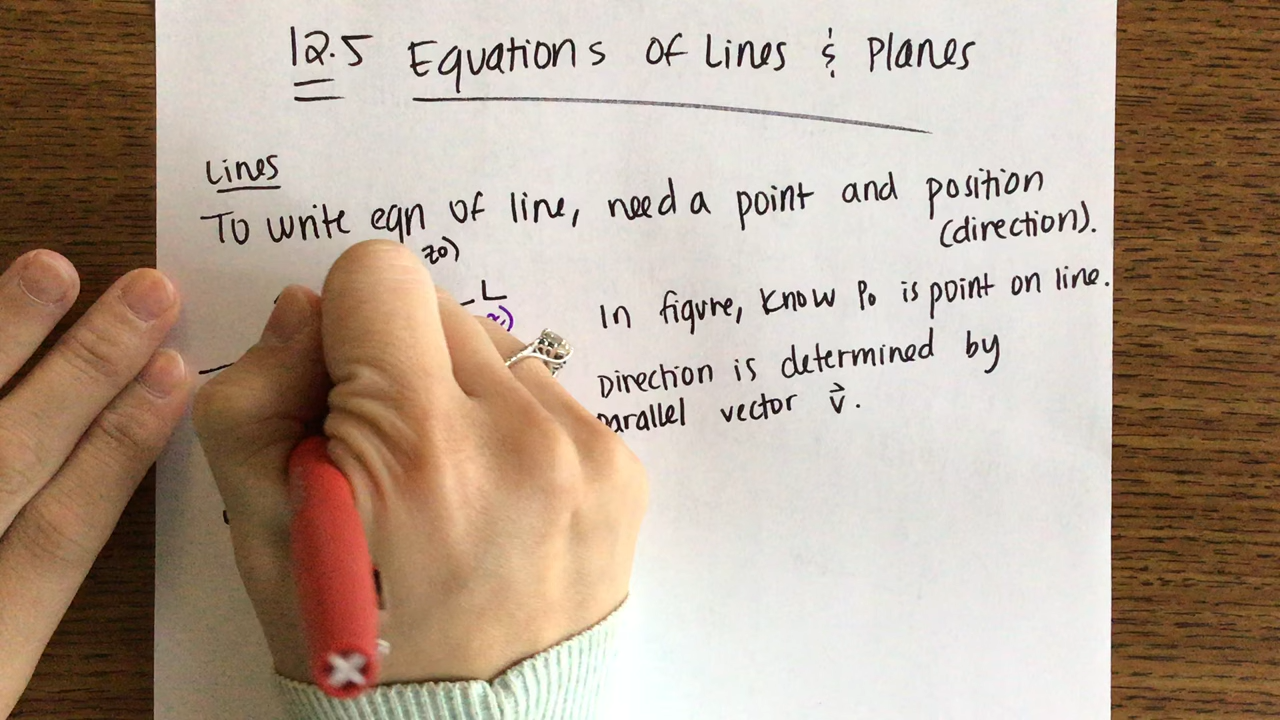 12.5 Equations of Lines & Planes
Lines
To write eqn of line, need a point and position
(direction).
z0)
L
z)
In figure, know P0 is point on line.
Direction is determined by
parallel vector v⃗.